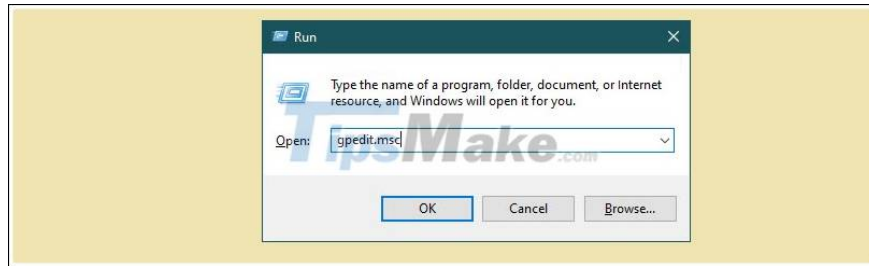 Run
Type the name of a program, folder, document, or Internet
resource, and Windows will open it for you.
Open: gpedit.msc
TipsMake.com
OK Cancel Browse...